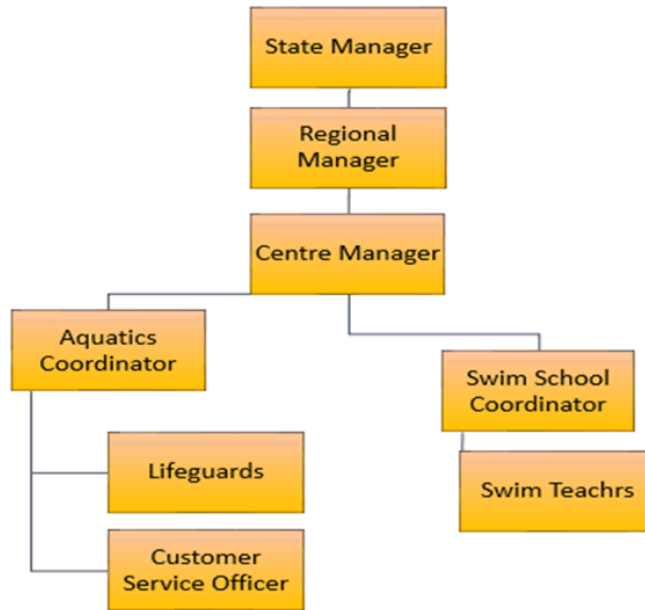 State Manager
Regional
Manager
Centre Manager
Aquatics
Coordinator
Swim School
Coordinator
Lifeguards
Swim Teachrs
Customer
Service Officer